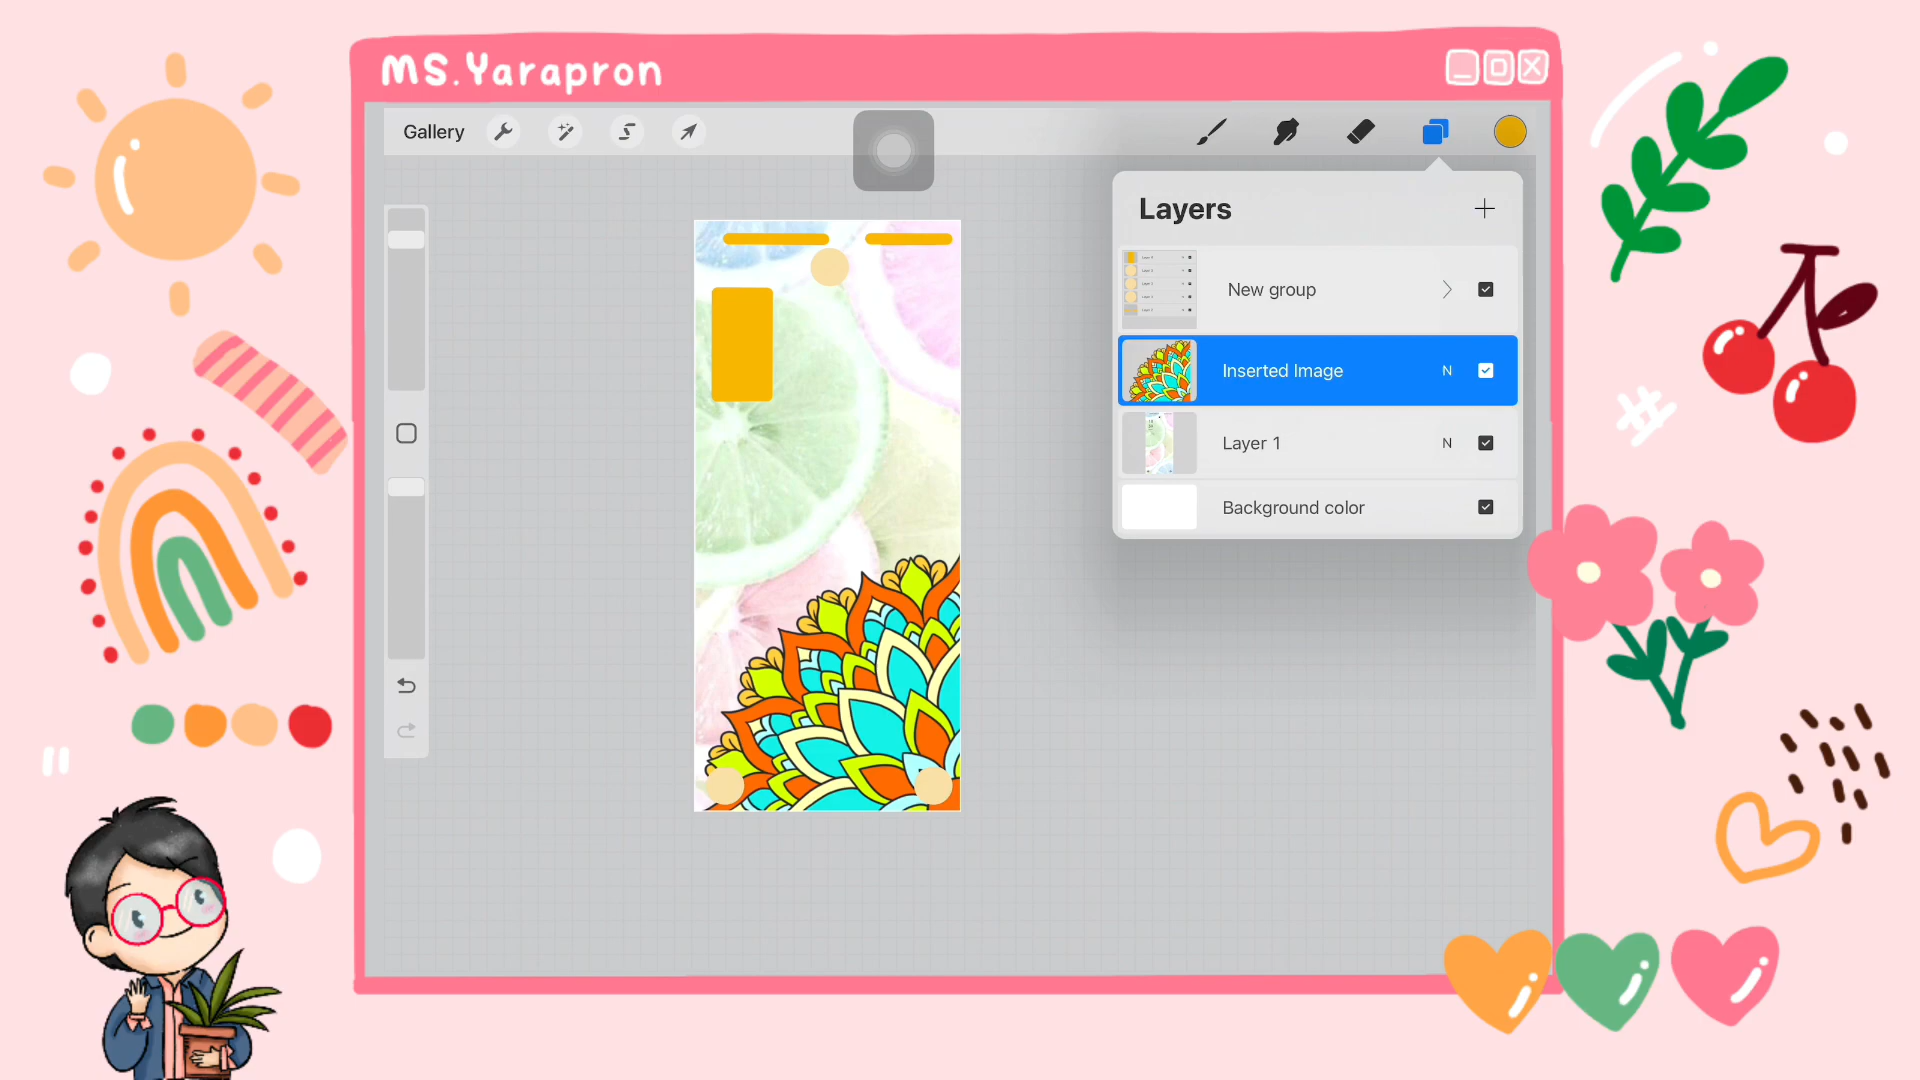 MS.Yarapron
Gallery
Layers
New group
Inserted Image N
Layer 1 N
Background color